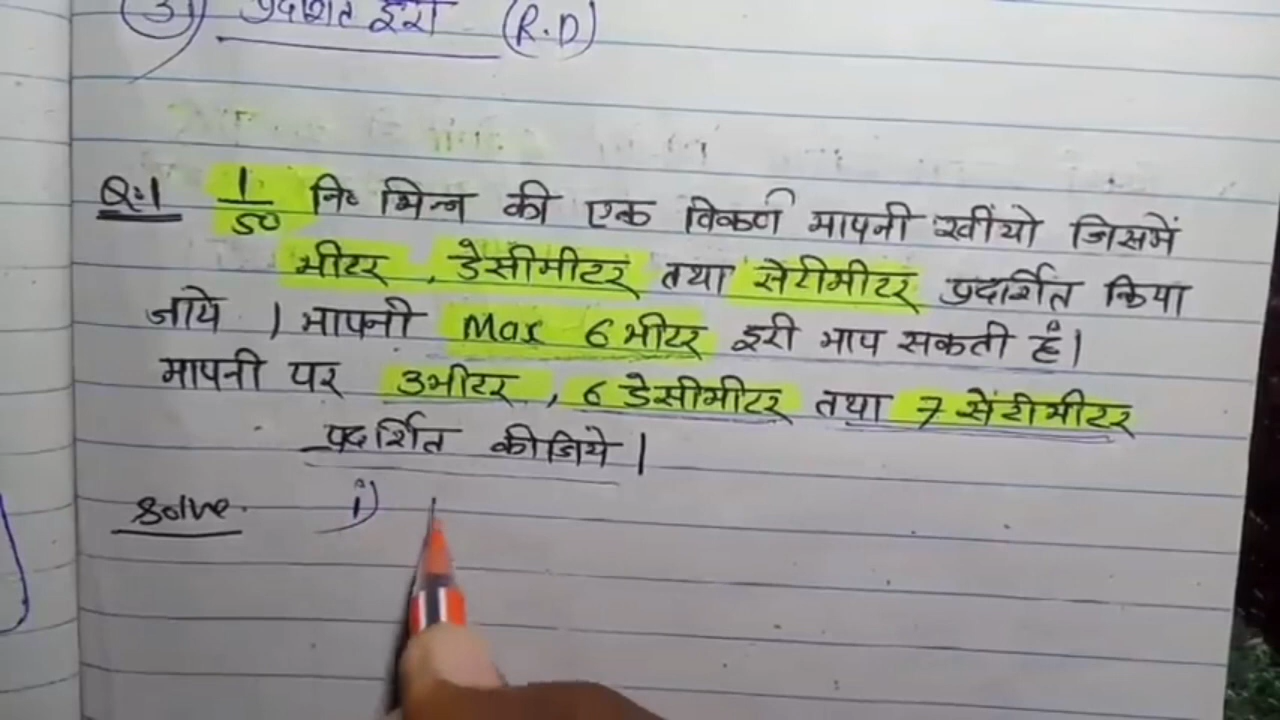 3) प्रदर्शित दूरी (R.D)
Q.1 1/50 नि० भिन्न की एक विकर्ण मापनी खींचो जिसमें
मीटर , डेसीमीटर तथा सेंटीमीटर प्रदर्शित किया
जाये । मापनी Max 6 मीटर दूरी माप सकती है।
मापनी पर 3 मीटर , 6 डेसीमीटर तथा 7 सेंटीमीटर
प्रदर्शित कीजिये ।
Solve. i)